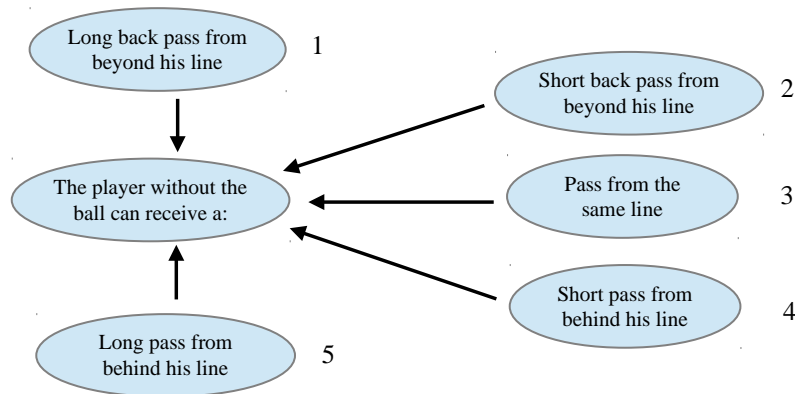 Long back pass from
beyond his line
1
Short back pass from
beyond his line
2
The player without the
ball can receive a:
Pass from the
same line
3
Short pass from
behind his line
4
Long pass from
behind his line
5